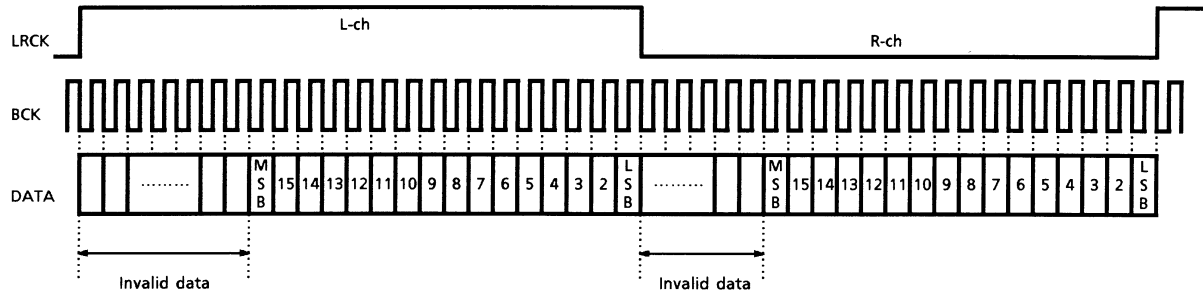 L-ch
LRCK
R-ch
BCK
DATA
......... MSB 15 14 13 12 11 10 9 8 7 6 5 4 3 2 LSB ......... MSB 15 14 13 12 11 10 9 8 7 6 5 4 3 2 LSB
Invalid data Invalid data